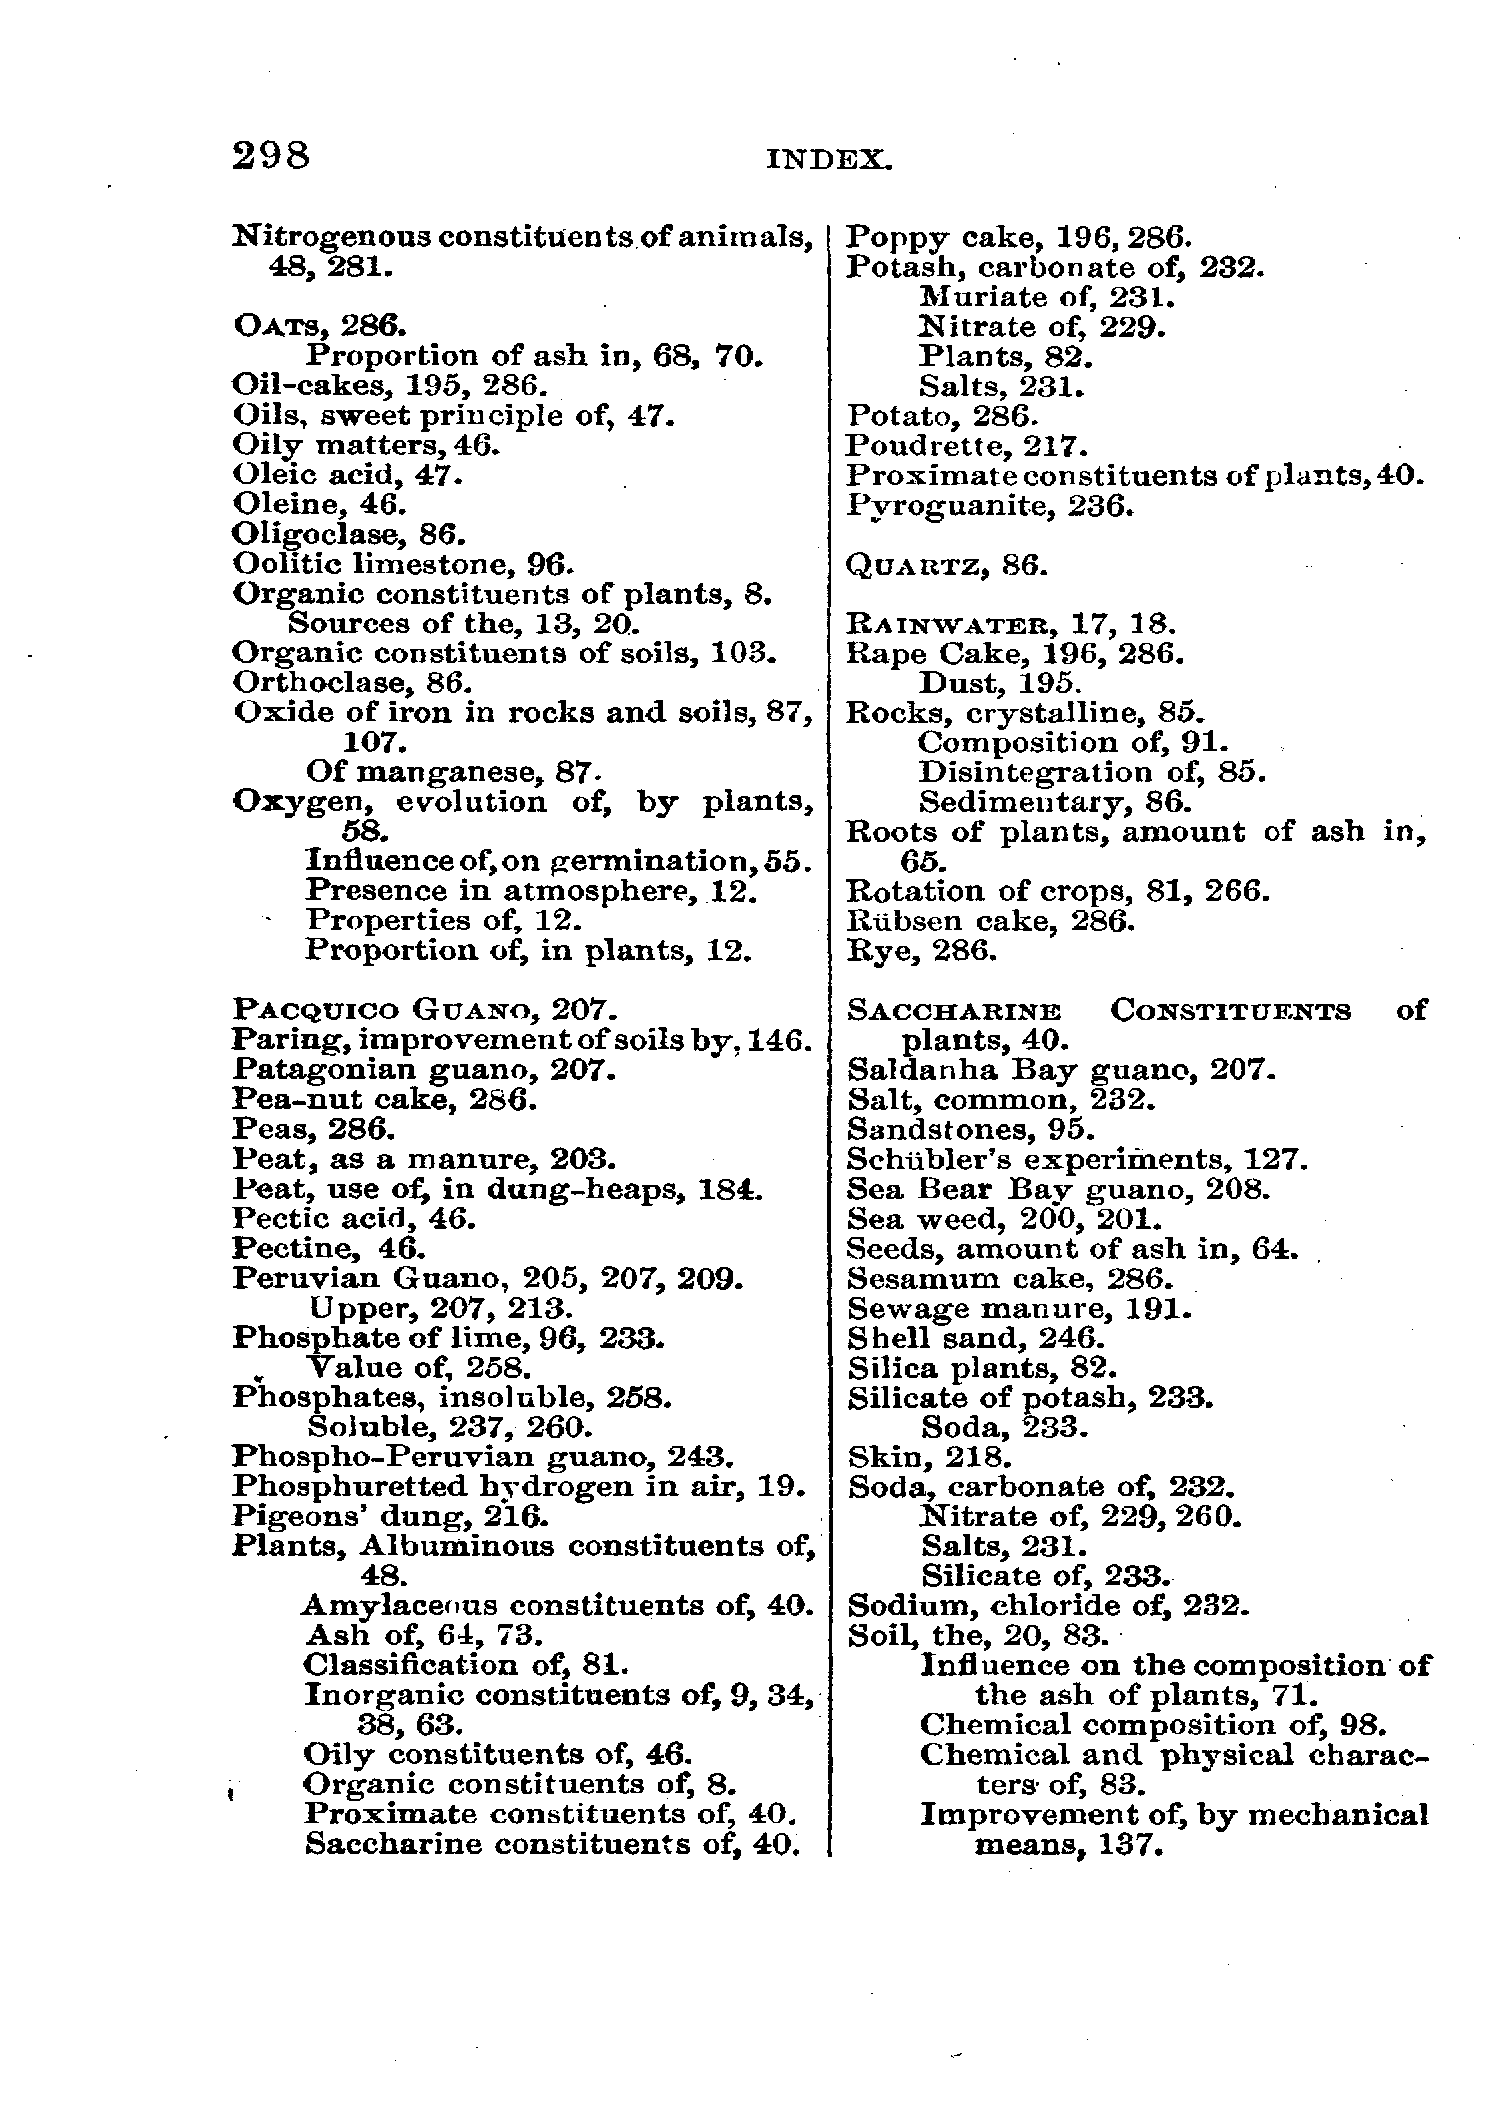 298
INDEX.
Nitrogenous constituents of animals,
48, 281.
OATS, 286.
Proportion of ash in, 68, 70.
Oil-cakes, 195, 286.
Oils, sweet principle of, 47.
Oily matters, 46.
Oleic acid, 47.
Oleine, 46.
Oligoclase, 86.
Oolitic limestone, 96.
Organic constituents of plants, 8.
Sources of the, 13, 20.
Organic constituents of soils, 103.
Orthoclase, 86.
Oxide of iron in rocks and soils, 87,
107.
Of manganese, 87.
Oxygen, evolution of, by plants,
58.
Influence of, on germination, 55.
Presence in atmosphere, 12.
Properties of, 12.
Proportion of, in plants, 12.
PACQUICO GUANO, 207.
Paring, improvement of soils by, 146.
Patagonian guano, 207.
Pea-nut cake, 286.
Peas, 286.
Peat, as a manure, 203.
Peat, use of, in dung-heaps, 184.
Pectic acid, 46.
Pectine, 46.
Peruvian Guano, 205, 207, 209.
Upper, 207, 213.
Phosphate of lime, 96, 233.
Value of, 258.
Phosphates, insoluble, 258.
Soluble, 237, 260.
Phospho-Peruvian guano, 243.
Phosphuretted hydrogen in air, 19.
Pigeons' dung, 216.
Plants, Albuminous constituents of,
48.
Amylaceous constituents of, 40.
Ash of, 64, 73.
Classification of, 81.
Inorganic constituents of, 9, 34,
38, 63.
Oily constituents of, 46.
Organic constituents of, 8.
Proximate constituents of, 40.
Saccharine constituents of, 40.
Poppy cake, 196, 286.
Potash, carbonate of, 232.
Muriate of, 231.
Nitrate of, 229.
Plants, 82.
Salts, 231.
Potato, 286.
Poudrette, 217.
Proximate constituents of plants, 40.
Pyroguanite, 236.
QUARTZ, 86.
RAINWATER, 17, 18.
Rape Cake, 196, 286.
Dust, 195.
Rocks, crystalline, 85.
Composition of, 91.
Disintegration of, 85.
Sedimentary, 86.
Roots of plants, amount of ash in,
65.
Rotation of crops, 81, 266.
Rübsen cake, 286.
Rye, 286.
SACCHARINE CONSTITUENTS of
plants, 40.
Saldanha Bay guano, 207.
Salt, common, 232.
Sandstones, 95.
Schübler's experiments, 127.
Sea Bear Bay guano, 208.
Sea weed, 200, 201.
Seeds, amount of ash in, 64.
Sesamum cake, 286.
Sewage manure, 191.
Shell sand, 246.
Silica plants, 82.
Silicate of potash, 233.
Soda, 233.
Skin, 218.
Soda, carbonate of, 232.
Nitrate of, 229, 260.
Salts, 231.
Silicate of, 233.
Sodium, chloride of, 232.
Soil, the, 20, 83.
Influence on the composition of
the ash of plants, 71.
Chemical composition of, 98.
Chemical and physical charac-
ters of, 83.
Improvement of, by mechanical
means, 137.